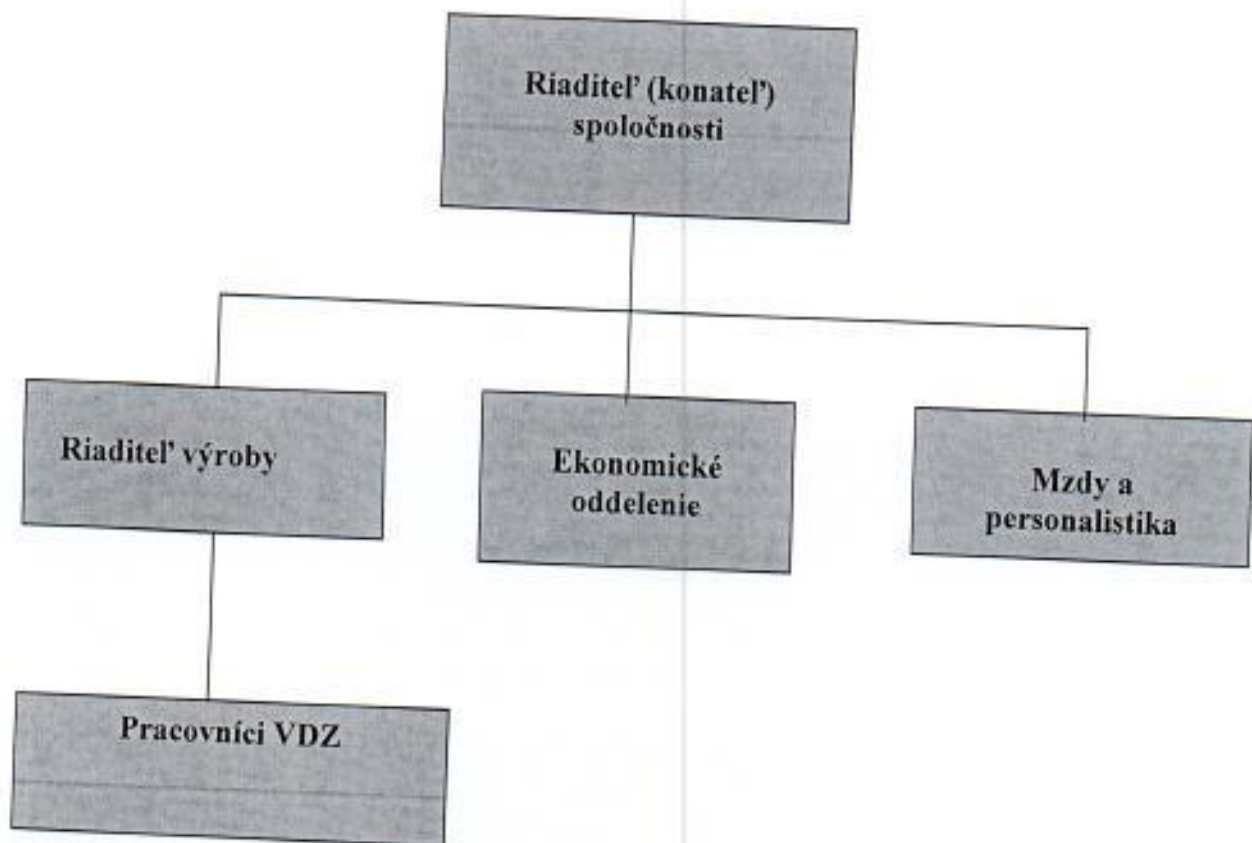 Riaditeľ (konateľ)
spoločnosti
Riaditeľ výroby
Ekonomické
oddelenie
Mzdy a
personalistika
Pracovníci VDZ